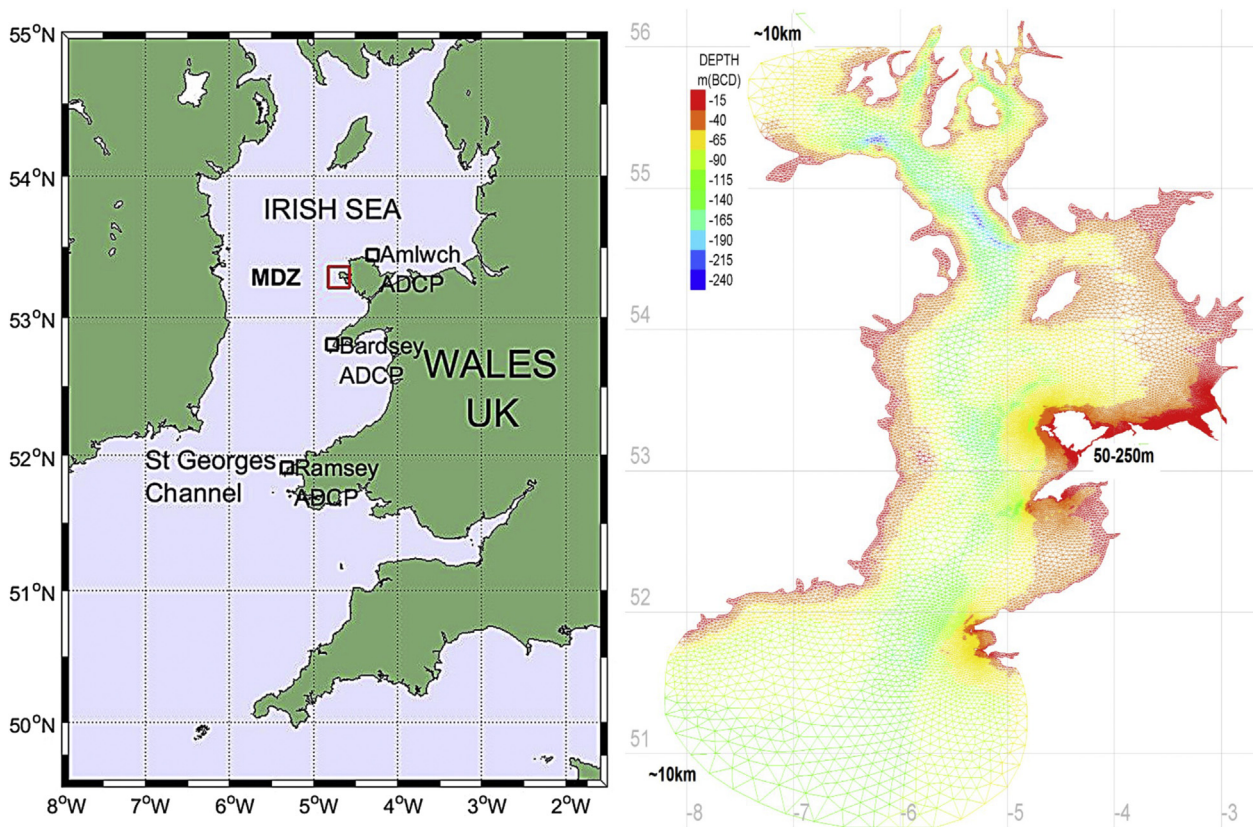 55°N
54°N
53°N
52°N
51°N
50°N
8°W
7°W
6°W
5°W
4°W
3°W
2°W
IRISH SEA
MDZ
Amlwch
ADCP
Bardsey
ADCP
WALES
UK
St Georges
Channel
Ramsey
ADCP
~10km
DEPTH
m(BCD)
-15
-40
-65
-90
-115
-140
-165
-190
-215
-240
50-250m
~10km
56
55
54
53
52
51
-8
-7
-6
-5
-4
-3